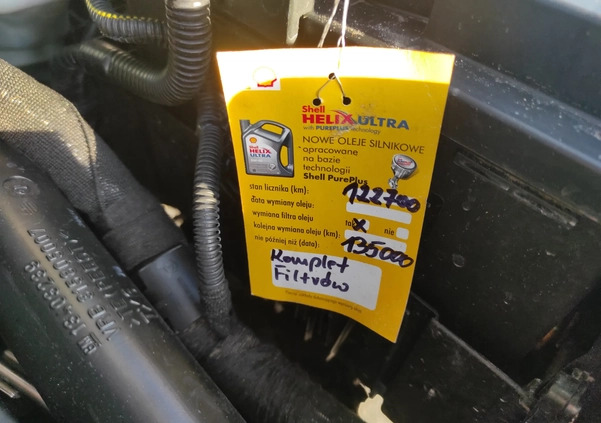 Shell
HELIX ULTRA
with PUREPLUS technology
NOWE OLEJE SILNIKOWE
opracowane
na bazie
technologii
Shell PurePlus
HELIX
ULTRA
stan licznika (km): 122700
data wymiany oleju:
wymiana filtra oleju tak x nie
kolejna wymiana oleju (km): 135000
nie później niż (data):
Komplet
Filtrów